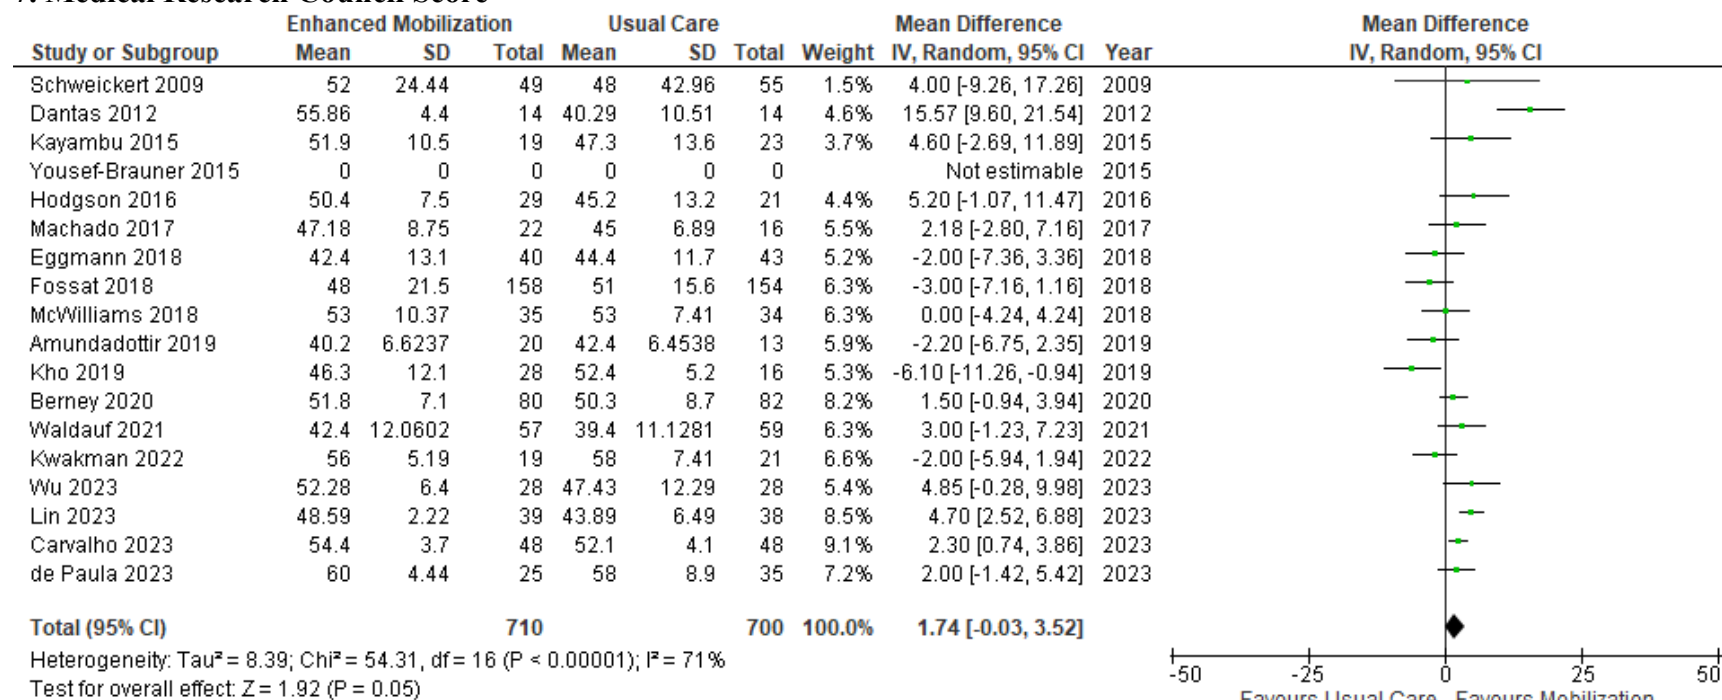 7. Medical Research Council Score
Enhanced Mobilization Usual Care Mean Difference Mean Difference
Study or Subgroup Mean SD Total Mean SD Total Weight IV, Random, 95% CI Year IV, Random, 95% CI
Schweickert 2009 52 24.44 49 48 42.96 55 1.5% 4.00 [-9.26, 17.26] 2009
Dantas 2012 55.86 4.4 14 40.29 10.51 14 4.6% 15.57 [9.60, 21.54] 2012
Kayambu 2015 51.9 10.5 19 47.3 13.6 23 3.7% 4.60 [-2.69, 11.89] 2015
Yousef-Brauner 2015 0 0 0 0 0 0 Not estimable 2015
Hodgson 2016 50.4 7.5 29 45.2 13.2 21 4.4% 5.20 [-1.07, 11.47] 2016
Machado 2017 47.18 8.75 22 45 6.89 16 5.5% 2.18 [-2.80, 7.16] 2017
Eggmann 2018 42.4 13.1 40 44.4 11.7 43 5.2% -2.00 [-7.36, 3.36] 2018
Fossat 2018 48 21.5 158 51 15.6 154 6.3% -3.00 [-7.16, 1.16] 2018
McWilliams 2018 53 10.37 35 53 7.41 34 6.3% 0.00 [-4.24, 4.24] 2018
Amundadottir 2019 40.2 6.6237 20 42.4 6.4538 13 5.9% -2.20 [-6.75, 2.35] 2019
Kho 2019 46.3 12.1 28 52.4 5.2 16 5.3% -6.10 [-11.26, -0.94] 2019
Berney 2020 51.8 7.1 80 50.3 8.7 82 8.2% 1.50 [-0.94, 3.94] 2020
Waldauf 2021 42.4 12.0602 57 39.4 11.1281 59 6.3% 3.00 [-1.23, 7.23] 2021
Kwakman 2022 56 5.19 19 58 7.41 21 6.6% -2.00 [-5.94, 1.94] 2022
Wu 2023 52.28 6.4 28 47.43 12.29 28 5.4% 4.85 [-0.28, 9.98] 2023
Lin 2023 48.59 2.22 39 43.89 6.49 38 8.5% 4.70 [2.52, 6.88] 2023
Carvalho 2023 54.4 3.7 48 52.1 4.1 48 9.1% 2.30 [0.74, 3.86] 2023
de Paula 2023 60 4.44 25 58 8.9 35 7.2% 2.00 [-1.42, 5.42] 2023
Total (95% CI) 710 700 100.0% 1.74 [-0.03, 3.52]
Heterogeneity: Tau² = 8.39; Chi² = 54.31, df = 16 (P < 0.00001); I² = 71%
Test for overall effect: Z = 1.92 (P = 0.05)
-50 -25 0 25 50
Favours Usual Care Favours Mobilization